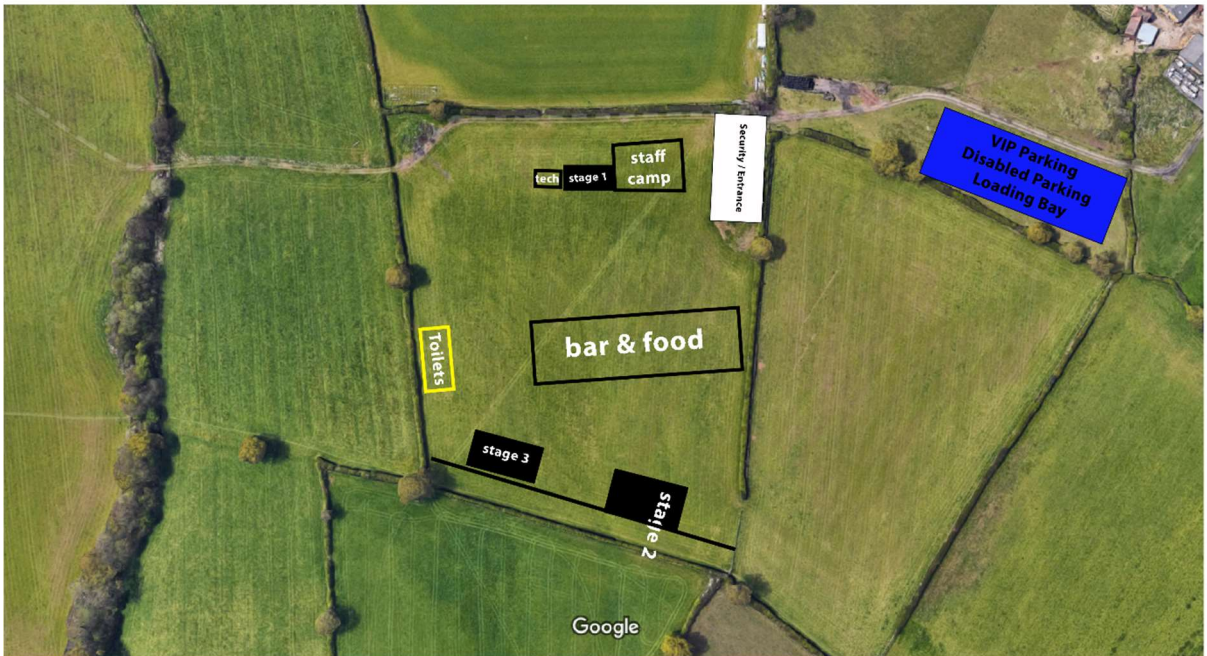 Security / Entrance
VIP Parking
Disabled Parking
Loading Bay
staff
camp
tech
stage 1
bar & food
Toilets
stage 3
stage 2
Google